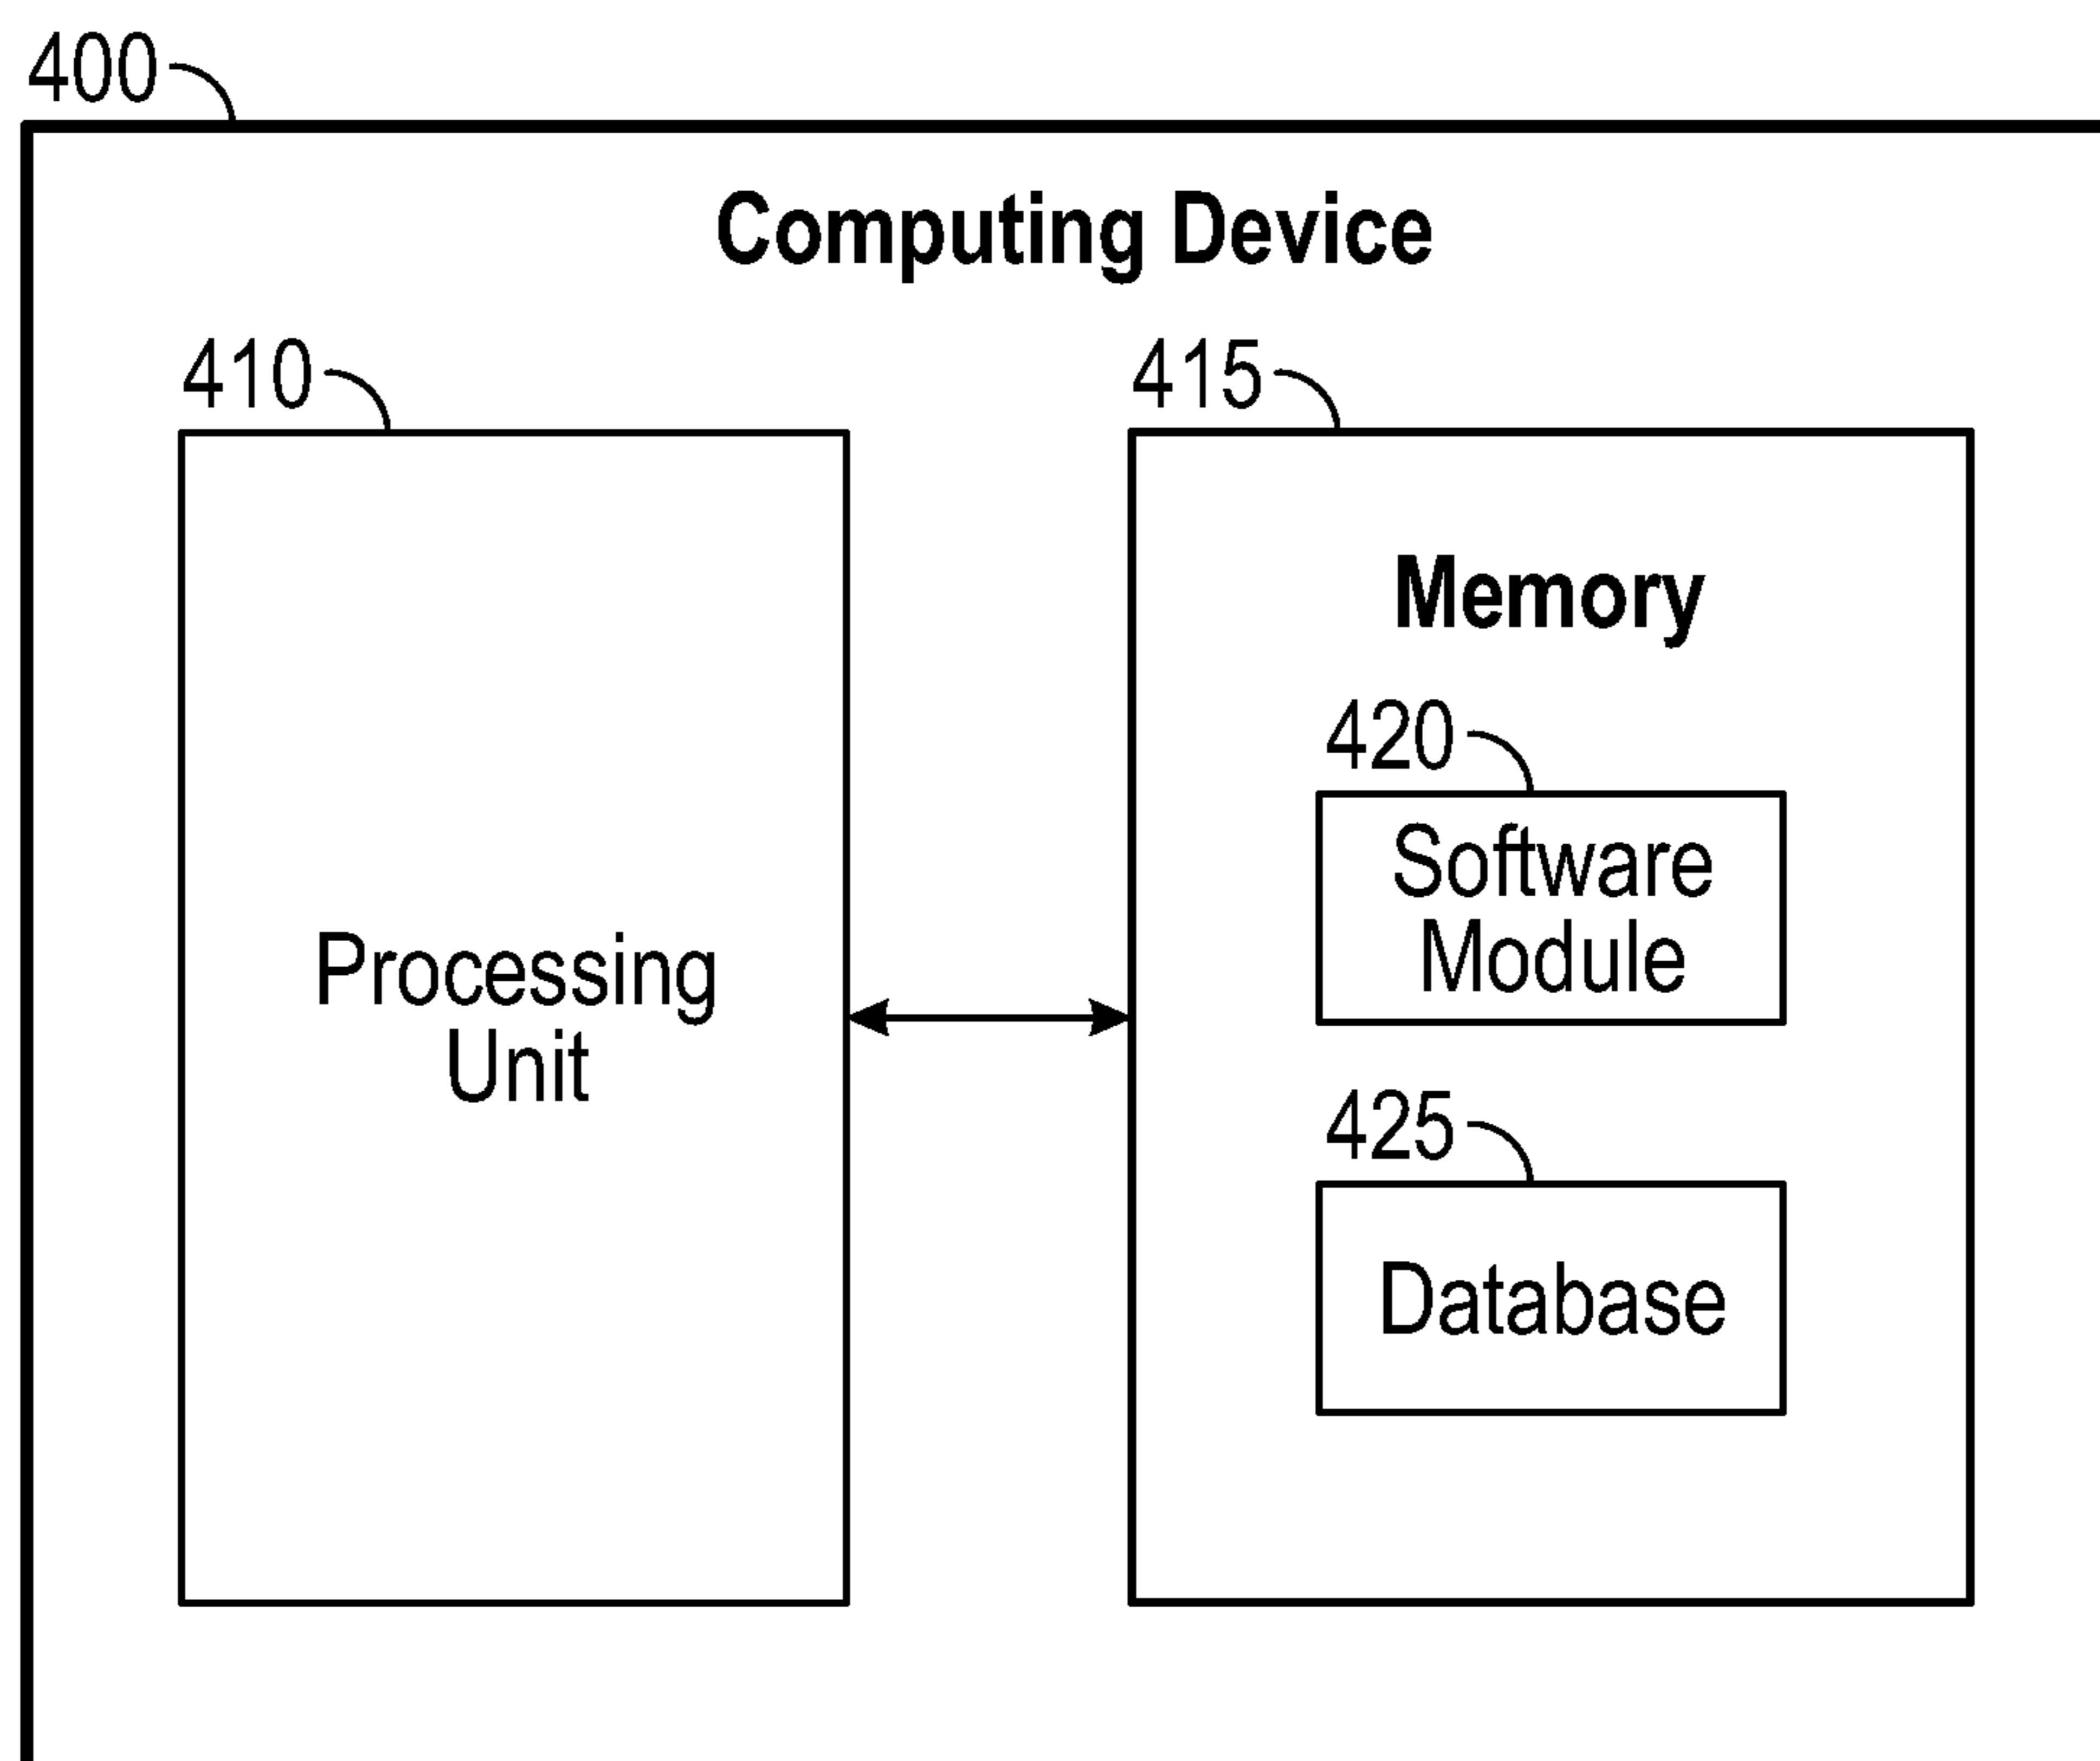 400
Computing Device
410
415
Memory
420
Software
Module
Processing
Unit
425
Database